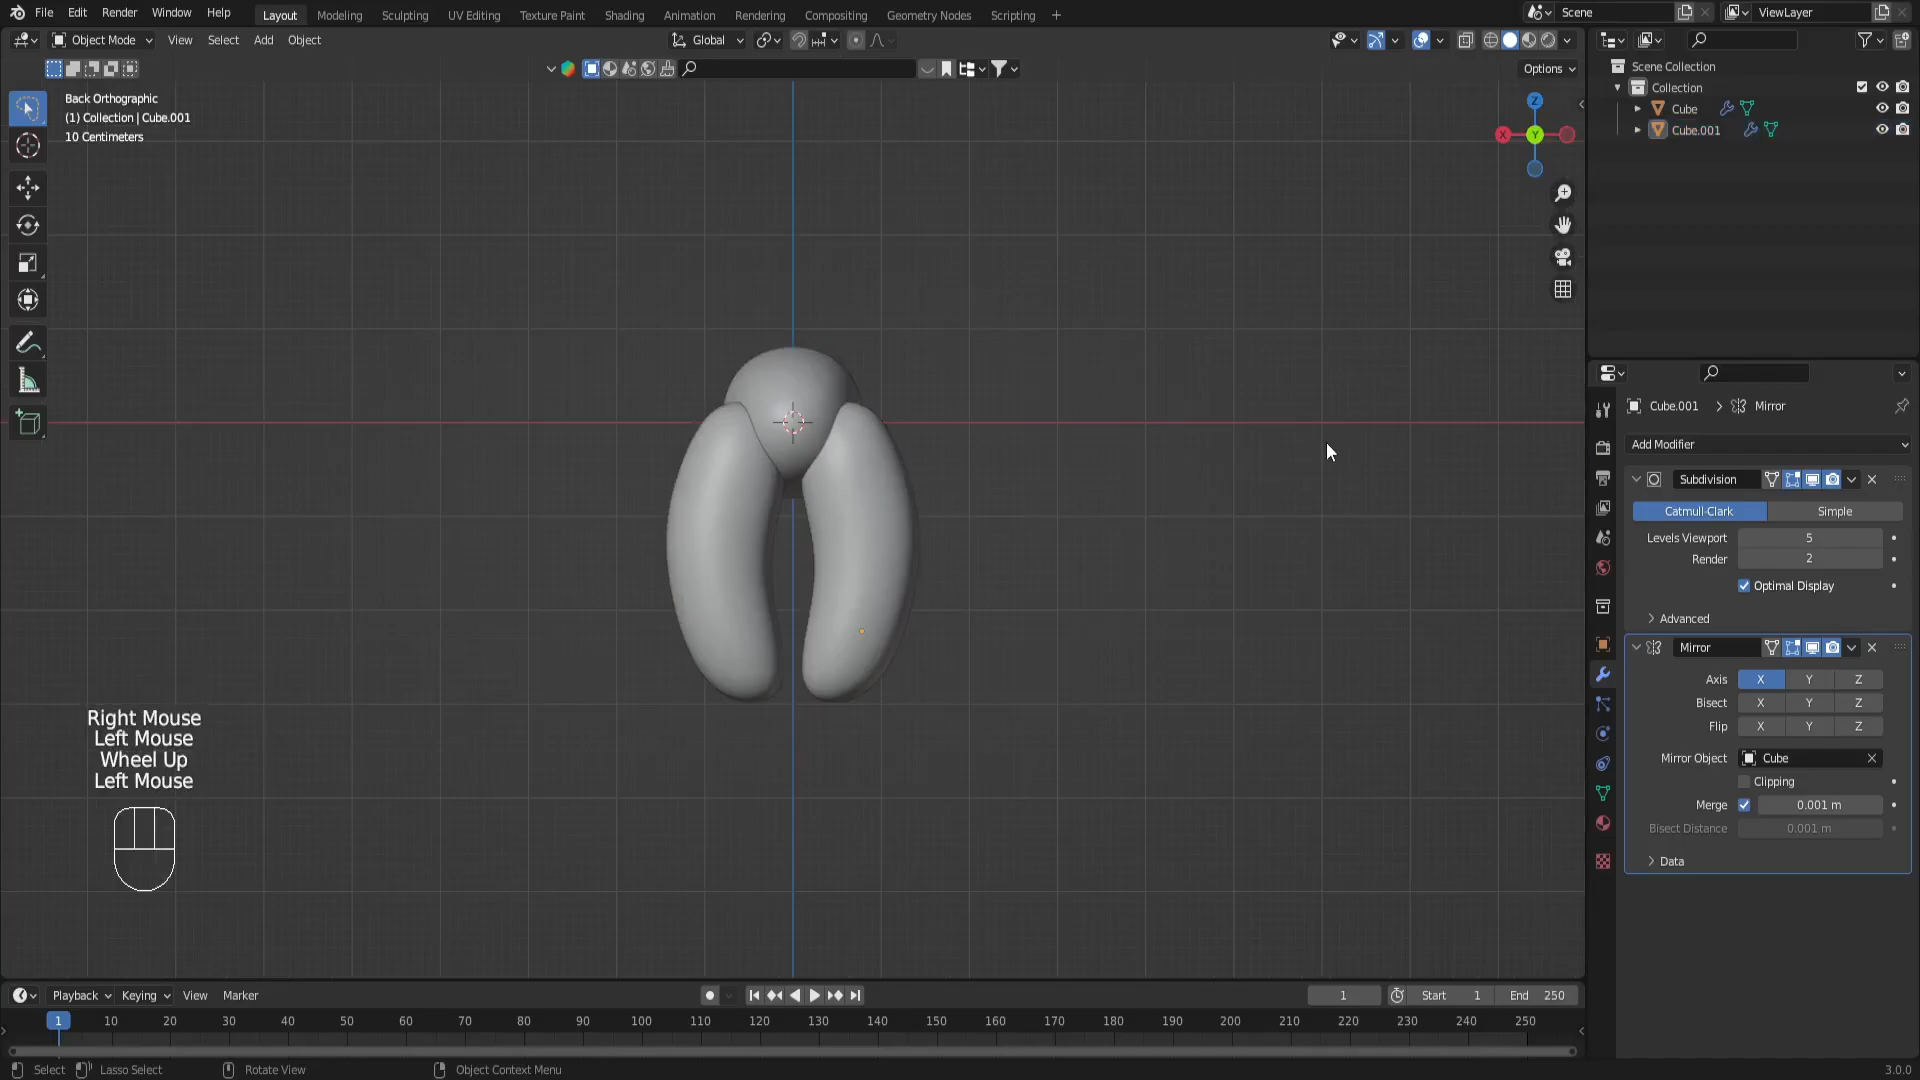 File Edit Render Window Help Layout Modeling Sculpting UV Editing Texture Paint Shading Animation Rendering Compositing Geometry Nodes Scripting + Scene ViewLayer
Object Mode View Select Add Object Global
Options
Back Orthographic
(1) Collection | Cube.001
10 Centimeters
Z
X
Y
Scene Collection
Collection
Cube
Cube.001
Cube.001 > Mirror
Add Modifier
Subdivision
Catmull-Clark Simple
Levels Viewport 5
Render 2
Optimal Display
Advanced
Mirror
Axis X Y Z
Bisect X Y Z
Flip X Y Z
Mirror Object Cube
Clipping
Merge 0.001 m
Bisect Distance 0.001 m
Data
Right Mouse
Left Mouse
Wheel Up
Left Mouse
Playback Keying View Marker 1 Start 1 End 250
1 10 20 30 40 50 60 70 80 90 100 110 120 130 140 150 160 170 180 190 200 210 220 230 240 250
Select Lasso Select Rotate View Object Context Menu 3.0.0